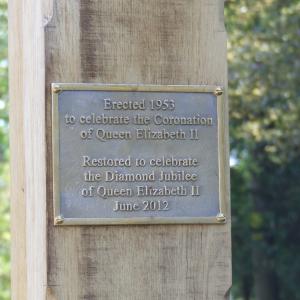 Erected 1953
to celebrate the Coronation
of Queen Elizabeth II
Restored to celebrate
the Diamond Jubilee
of Queen Elizabeth II
June 2012